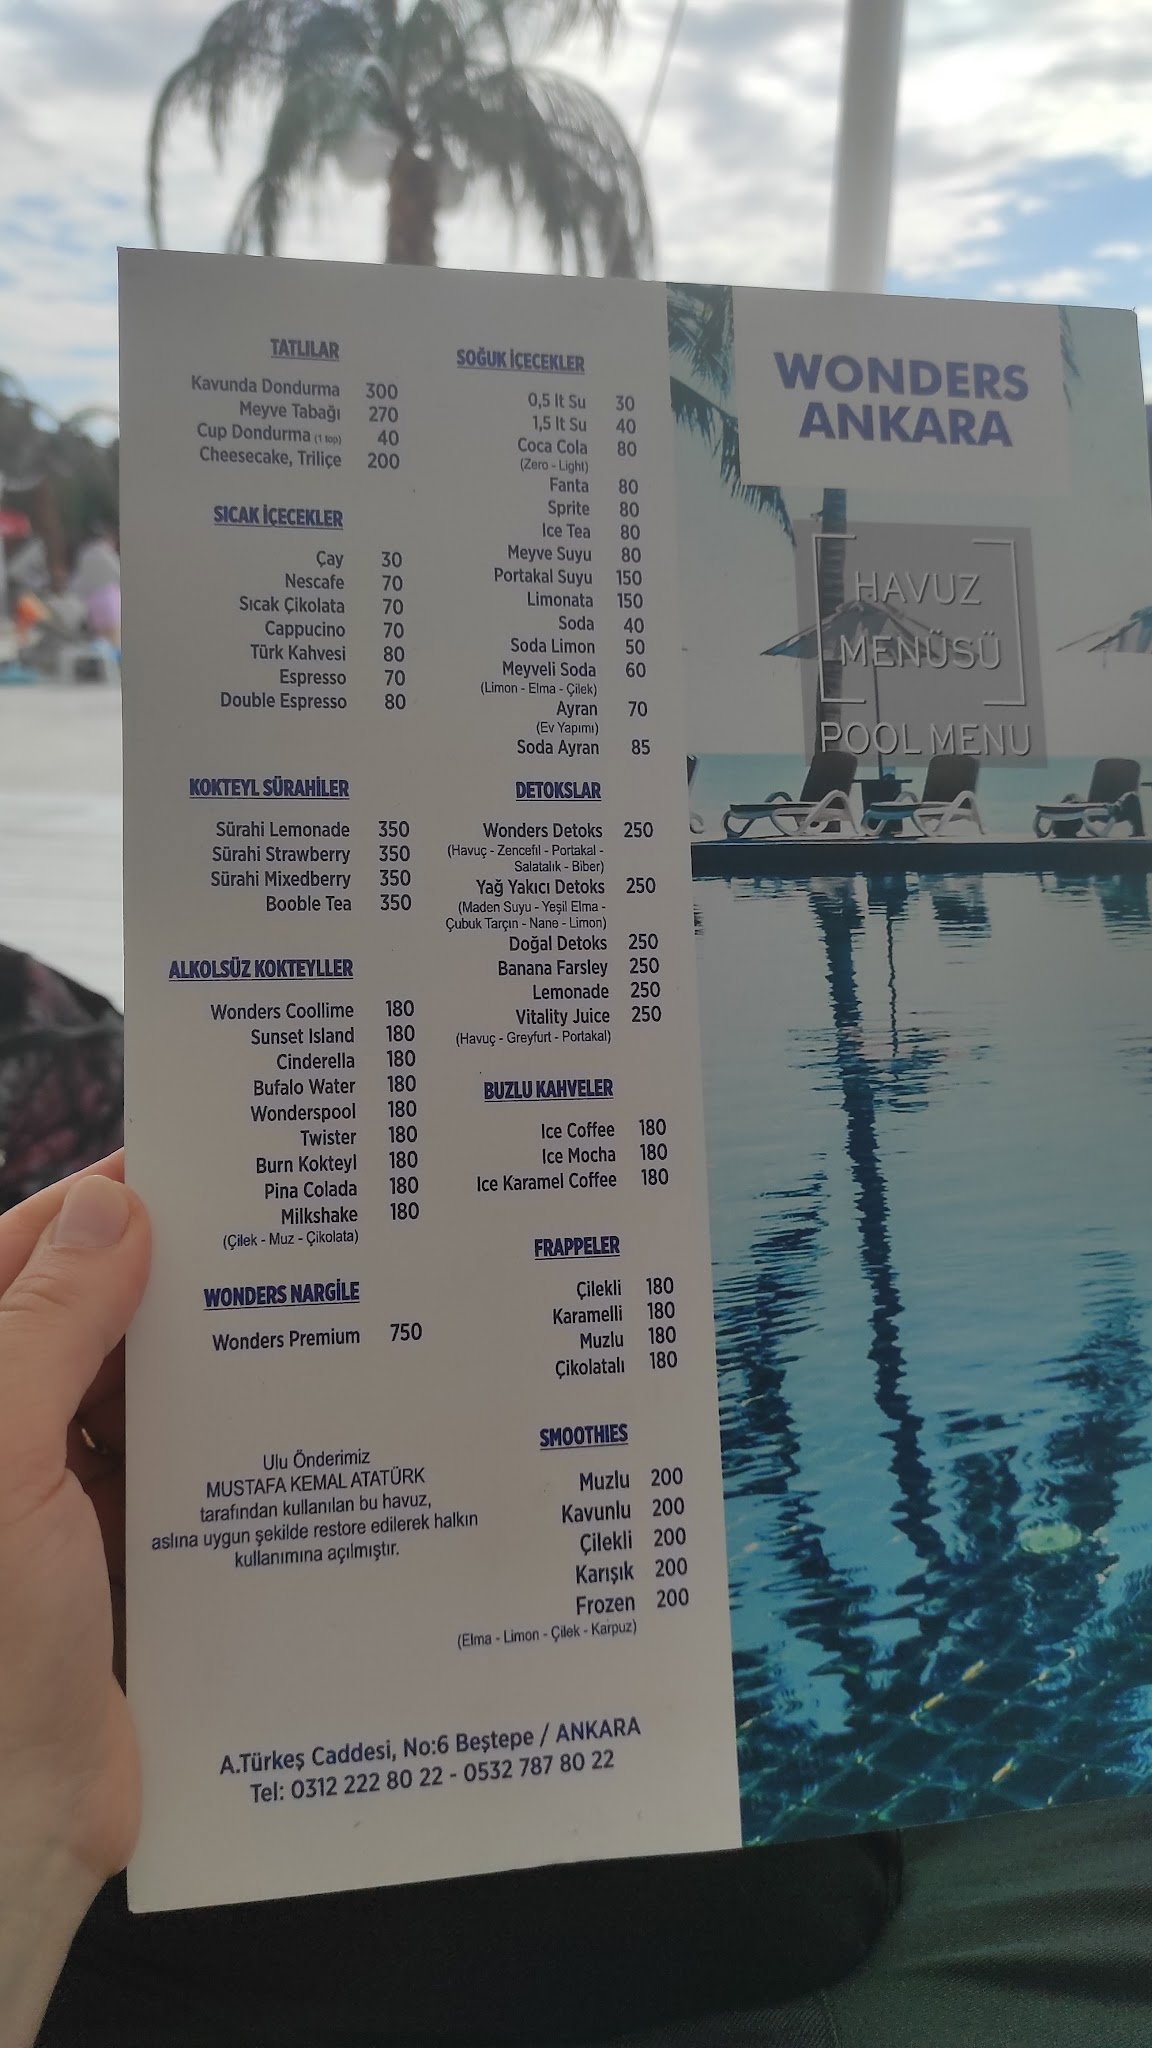 TATLILAR
Kavunda Dondurma 300
Meyve Tabağı 270
Cup Dondurma (1 top) 40
Cheesecake, Triliçe 200
SICAK İÇECEKLER
Çay 30
Nescafe 70
Sıcak Çikolata 70
Cappucino 70
Türk Kahvesi 80
Espresso 70
Double Espresso 80
KOKTEYL SÜRAHİLER
Sürahi Lemonade 350
Sürahi Strawberry 350
Sürahi Mixedberry 350
Booble Tea 350
ALKOLSÜZ KOKTEYLLER
Wonders Coollime 180
Sunset Island 180
Cinderella 180
Bufalo Water 180
Wonderspool 180
Twister 180
Burn Kokteyl 180
Pina Colada 180
Milkshake 180
(Çilek - Muz - Çikolata)
WONDERS NARGİLE
Wonders Premium 750
Ulu Önderimiz
MUSTAFA KEMAL ATATÜRK
tarafından kullanılan bu havuz,
aslına uygun şekilde restore edilerek halkın
kullanımına açılmıştır.
SOĞUK İÇECEKLER
0,5 lt Su 30
1,5 lt Su 40
Coca Cola 80
(Zero - Light)
Fanta 80
Sprite 80
Ice Tea 80
Meyve Suyu 80
Portakal Suyu 150
Limonata 150
Soda 40
Soda Limon 50
Meyveli Soda 60
(Limon - Elma - Çilek)
Ayran 70
(Ev Yapımı)
Soda Ayran 85
DETOKSLAR
Wonders Detoks 250
(Havuç - Zencefil - Portakal -
Salatalık - Biber)
Yağ Yakıcı Detoks 250
(Maden Suyu - Yeşil Elma -
Çubuk Tarçın - Nane - Limon)
Doğal Detoks 250
Banana Farsley 250
Lemonade 250
Vitality Juice 250
(Havuç - Greyfurt - Portakal)
BUZLU KAHVELER
Ice Coffee 180
Ice Mocha 180
Ice Karamel Coffee 180
FRAPPELER
Çilekli 180
Karamelli 180
Muzlu 180
Çikolatalı 180
SMOOTHIES
Muzlu 200
Kavunlu 200
Çilekli 200
Karışık 200
Frozen 200
(Elma - Limon - Çilek - Karpuz)
A.Türkeş Caddesi, No:6 Beştepe / ANKARA
Tel: 0312 222 80 22 - 0532 787 80 22
WONDERS
ANKARA
HAVUZ
MENÜSÜ
POOL MENU